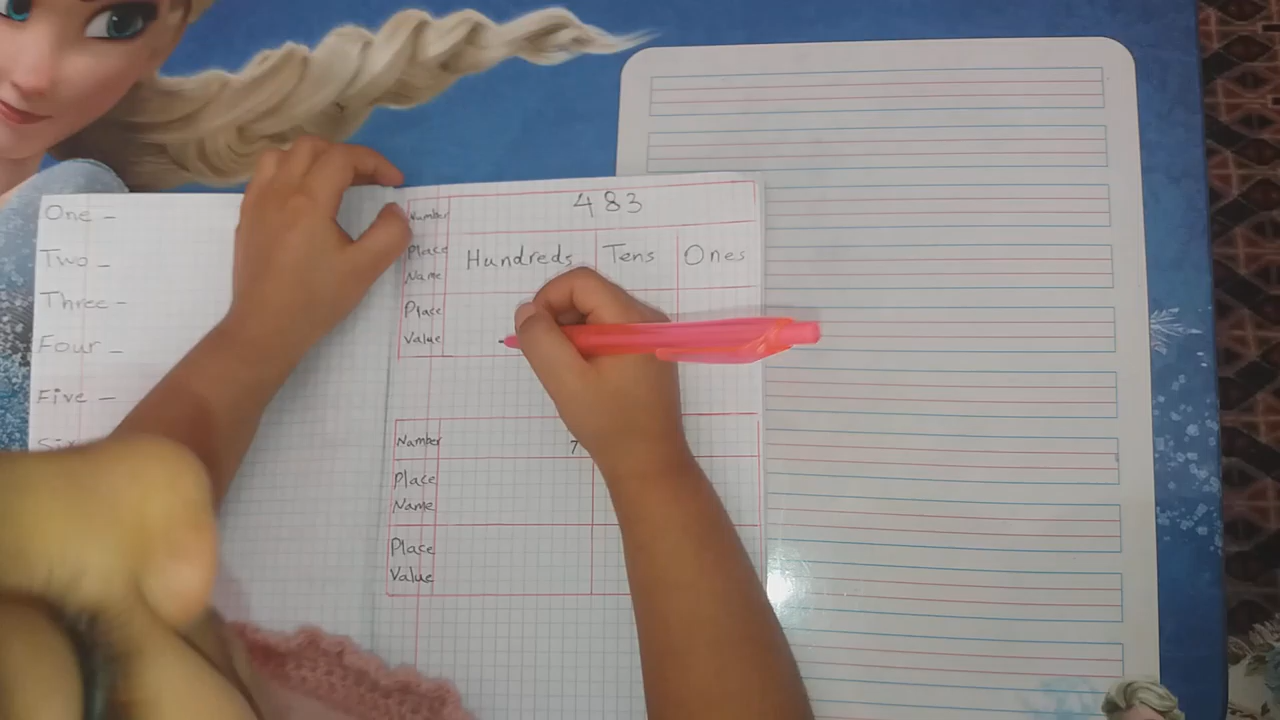 One -
Two -
Three -
Four -
Five -
Number 483
Place Name Hundreds Tens Ones
Place Value
Number 7
Place
Name
Place
Value